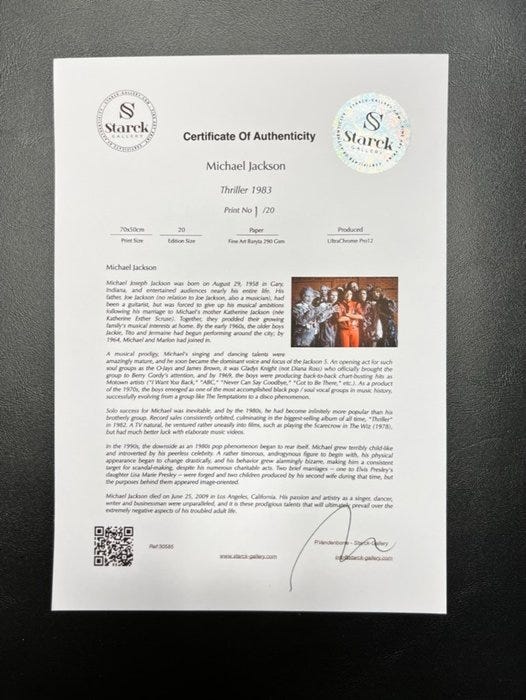 Starck
GALLERY
Starck
GALLERY
Certificate Of Authenticity
Michael Jackson
Thriller 1983
Print No 1 /20
70x50cm 20 Paper Produced
Print Size Edition Size Fine Art Baryta 290 Gsm UltraChrome Pro12
Michael Jackson
Michael Joseph Jackson was born on August 29, 1958 in Gary,
Indiana, and entertained audiences nearly his entire life. His
father, Joe Jackson (no relation to Joe Jackson, also a musician), had
been a guitarist, but was forced to give up his musical ambitions
following his marriage to Michael's mother Katherine Jackson (née
Katherine Esther Scruse). Together, they prodded their growing
family's musical interests at home. By the early 1960s, the older boys
Jackie, Tito and Jermaine had begun performing around the city; by
1964, Michael and Marlon had joined in.
A musical prodigy, Michael's singing and dancing talents were
amazingly mature, and he soon became the dominant voice and focus of the Jackson 5. An opening act for such
soul groups as the O-Jays and James Brown, it was Gladys Knight (not Diana Ross) who officially brought the
group to Berry Gordy's attention, and by 1969, the boys were producing back-to-back chart-busting hits as
Motown artists ("I Want You Back," "ABC," "Never Can Say Goodbye," "Got to Be There," etc.). As a product
of the 1970s, the boys emerged as one of the most accomplished black pop / soul vocal groups in music history,
successfully evolving from a group like The Temptations to a disco phenomenon.
Solo success for Michael was inevitable, and by the 1980s, he had become infinitely more popular than his
brotherly group. Record sales consistently orbited, culminating in the biggest-selling album of all time, "Thriller"
in 1982. A TV natural, he ventured rather uneasily into films, such as playing the Scarecrow in The Wiz (1978),
but had much better luck with elaborate music videos.
In the 1990s, the downside as an 1980s pop phenomenon began to rear itself. Michael grew terribly child-like
and introverted by his peerless celebrity. A rather timorous, androgynous figure to begin with, his physical
appearance began to change drastically, and his behavior grew alarmingly bizarre, making him a consistent
target for scandal-making, despite his numerous charitable acts. Two brief marriages - one to Elvis Presley's
daughter Lisa Marie Presley - were forged and two children produced by his second wife during that time, but
the purposes behind them appeared image-oriented.
Michael Jackson died on June 25, 2009 in Los Angeles, California. His passion and artistry as a singer, dancer,
writer and businessman were unparalleled, and it is these prodigious talents that will ultimately prevail over the
extremely negative aspects of his troubled adult life.
Ref:30585
www.starck-gallery.com
P.Vandenborre - Starck-Gallery
info@starck-gallery.com